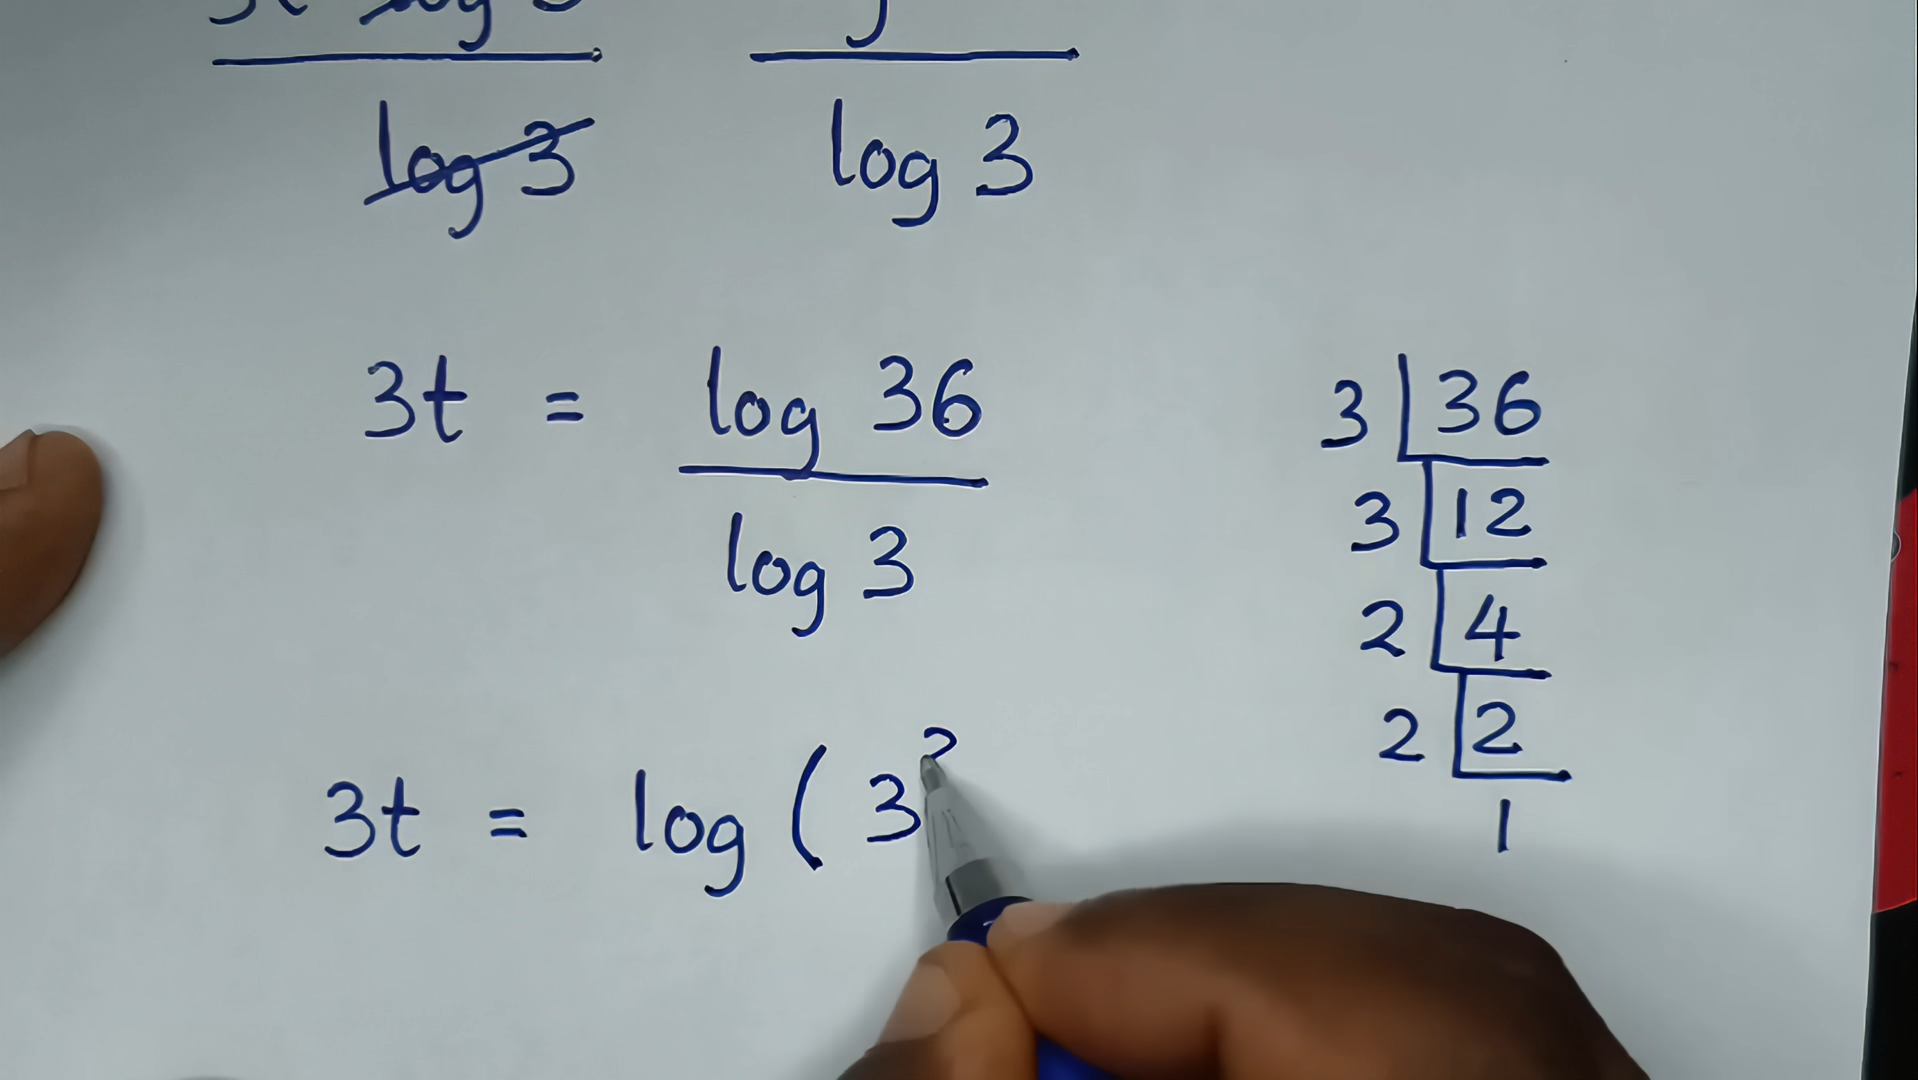 log 3 log 3
3t = log 36
log 3
3 36
3 12
2 4
2 2
1
3t = log ( 3²